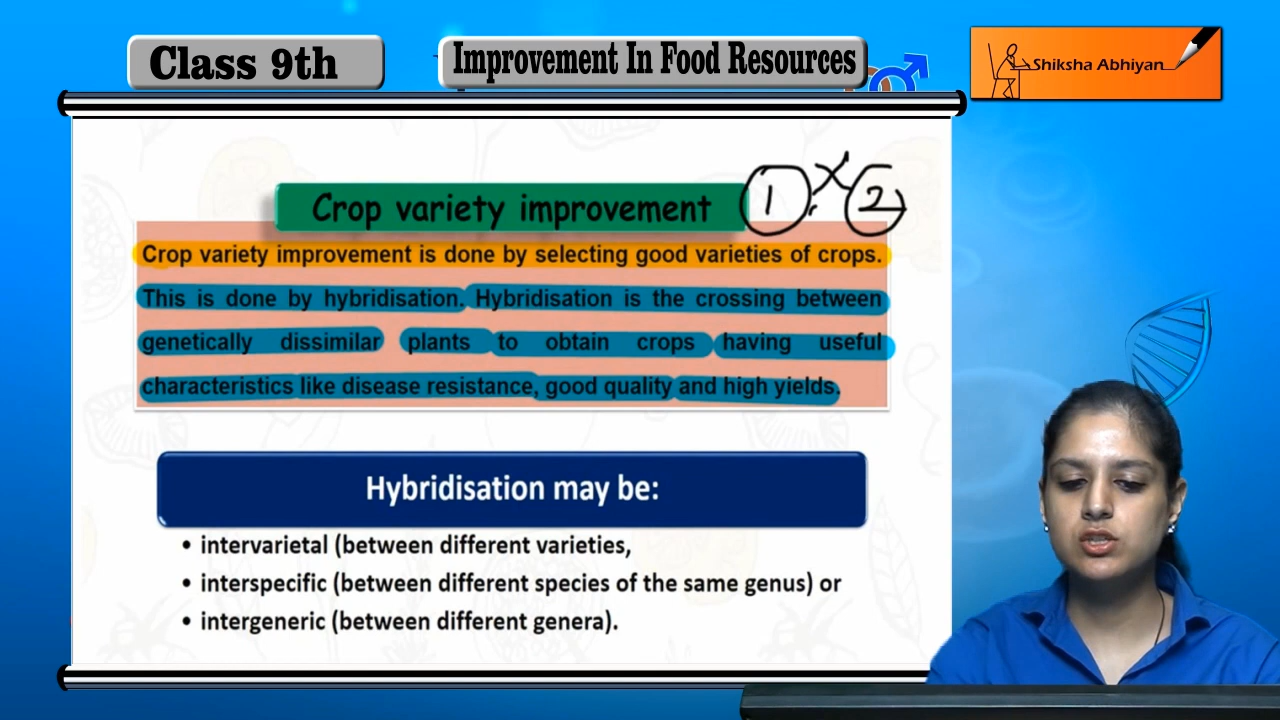 Class 9th
Improvement In Food Resources
Shiksha Abhiyan
Crop variety improvement
1 x 2
Crop variety improvement is done by selecting good varieties of crops.
This is done by hybridisation. Hybridisation is the crossing between
genetically dissimilar plants to obtain crops having useful
characteristics like disease resistance, good quality and high yields.
Hybridisation may be:
• intervarietal (between different varieties,
• interspecific (between different species of the same genus) or
• intergeneric (between different genera).